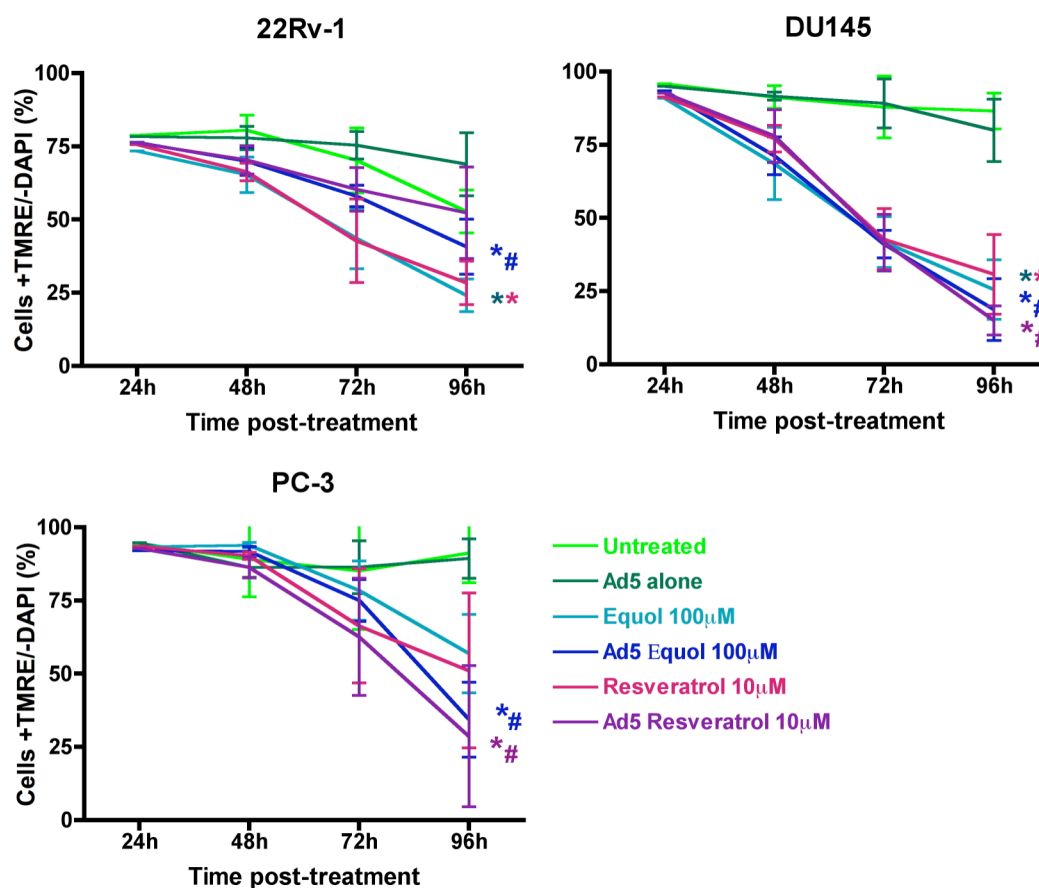 22Rv-1
Cells +TMRE/-DAPI (%)
100
75
50
25
0
*#
**
24h 48h 72h 96h
Time post-treatment
DU145
100
75
50
25
0
**
*#
*#
24h 48h 72h 96h
Time post-treatment
PC-3
Cells +TMRE/-DAPI (%)
100
75
50
25
0
*#
*#
24h 48h 72h 96h
Time post-treatment
Untreated
Ad5 alone
Equol 100μM
Ad5 Equol 100μM
Resveratrol 10μM
Ad5 Resveratrol 10μM